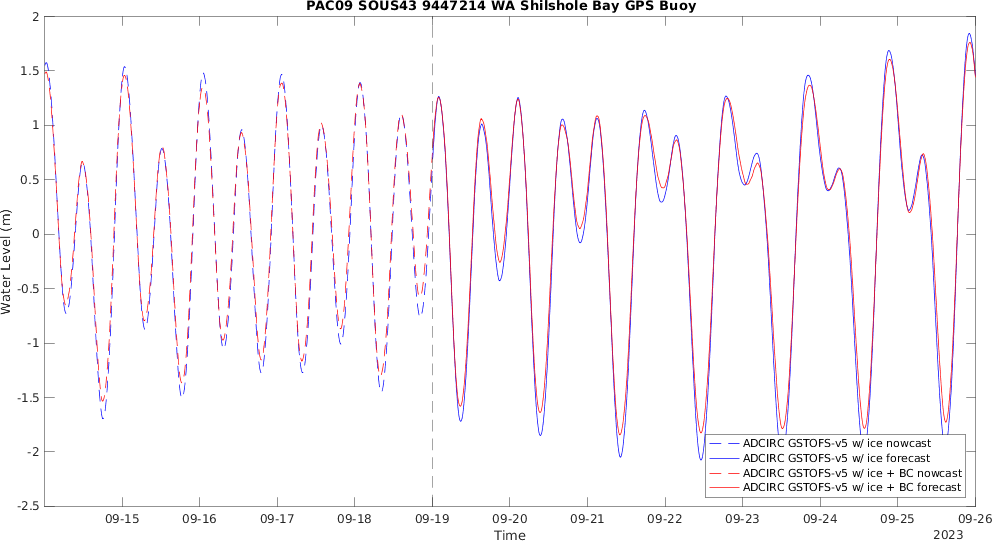 PAC09 SOUS43 9447214 WA Shilshole Bay GPS Buoy
2
1.5
1
0.5
0
-0.5
-1
-1.5
-2
-2.5
Water Level (m)
ADCIRC GSTOFS-v5 w/ ice nowcast
ADCIRC GSTOFS-v5 w/ ice forecast
ADCIRC GSTOFS-v5 w/ ice + BC nowcast
ADCIRC GSTOFS-v5 w/ ice + BC forecast
09-15 09-16 09-17 09-18 09-19 09-20 09-21 09-22 09-23 09-24 09-25 09-26
Time
2023